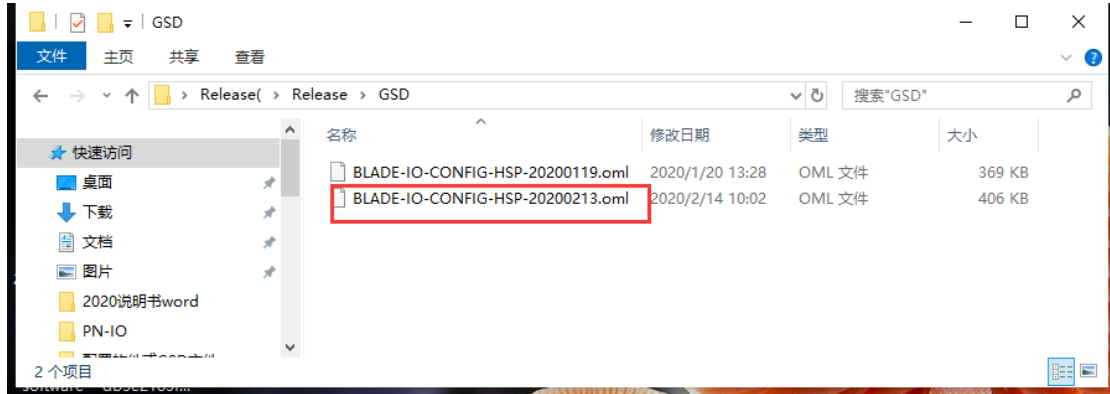 GSD
文件 主页 共享 查看
Release( Release GSD
搜索"GSD"
名称 修改日期 类型 大小
快速访问
桌面
下载
文档
图片
2020说明书word
PN-IO
BLADE-IO-CONFIG-HSP-20200119.oml 2020/1/20 13:28 OML 文件 369 KB
BLADE-IO-CONFIG-HSP-20200213.oml 2020/2/14 10:02 OML 文件 406 KB
2 个项目